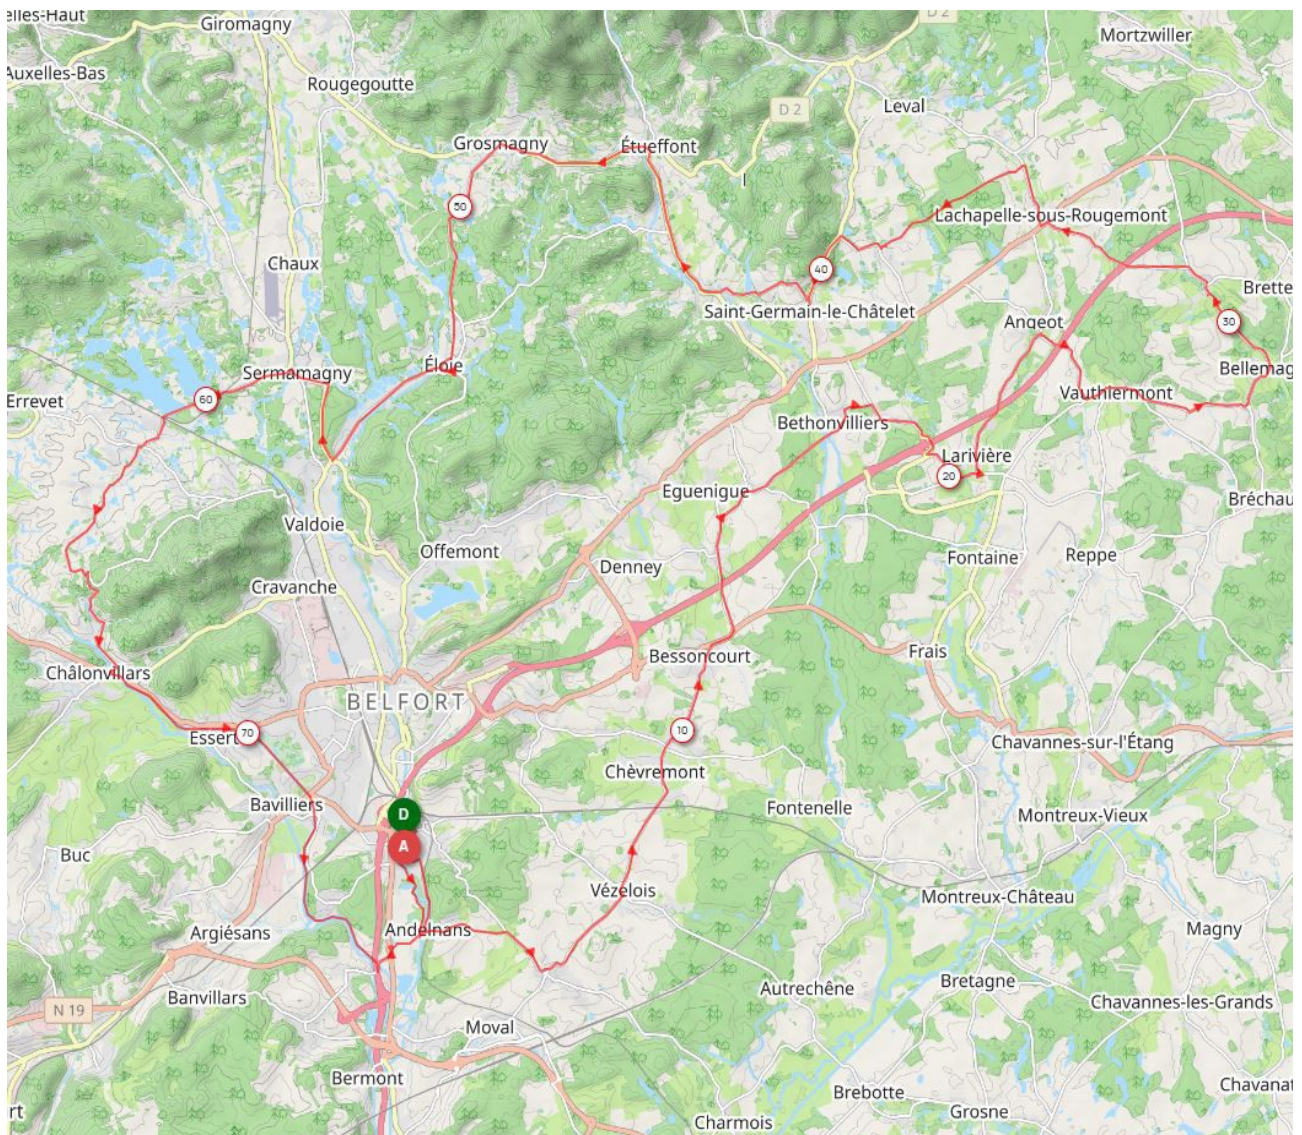 elles-Haut
Giromagny
D 2
Mortzwiller
Auxelles-Bas
Rougegoutte
Leval
D 2
Grosmagny
Étueffont
50
Lachapelle-sous-Rougemont
Chaux
40
Brette
Saint-Germain-le-Châtelet
Angeot
30
Éloie
Sermamagny
Bellemag
Errevet
60
Vauthiermont
Bethonvilliers
Larivière
20
Eguenigue
Bréchau
Valdoie
Offemont
Denney
Fontaine
Reppe
Cravanche
Bessoncourt
Frais
Châlonvillars
BELFORT
Essert
70
10
Chavannes-sur-l'Étang
Chèvremont
Bavilliers
D
Fontenelle
Montreux-Vieux
A
Buc
Vézelois
Montreux-Château
Argiésans
Andelnans
Magny
Banvillars
Autrechêne
Bretagne
Chavannes-les-Grands
N 19
Moval
Bermont
Brebotte
Chavanat
rt
Charmois
Grosne